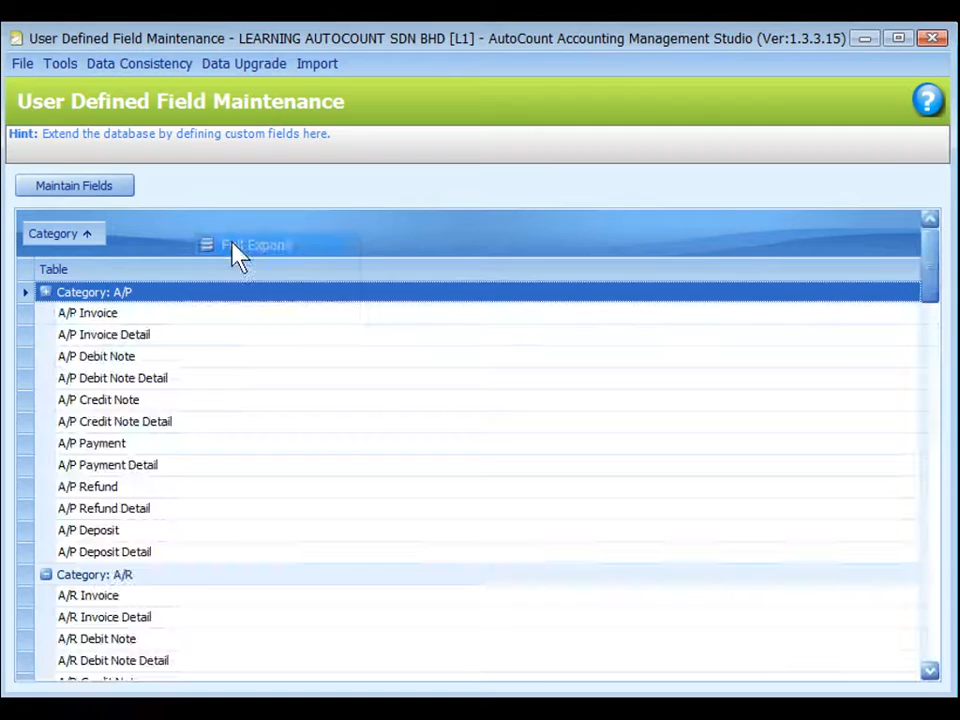 User Defined Field Maintenance - LEARNING AUTOCOUNT SDN BHD [L1] - AutoCount Accounting Management Studio (Ver:1.3.3.15)
File Tools Data Consistency Data Upgrade Import
User Defined Field Maintenance
?
Hint: Extend the database by defining custom fields here.
Maintain Fields
Category
Full Expand
Table
Category: A/P
A/P Invoice
A/P Invoice Detail
A/P Debit Note
A/P Debit Note Detail
A/P Credit Note
A/P Credit Note Detail
A/P Payment
A/P Payment Detail
A/P Refund
A/P Refund Detail
A/P Deposit
A/P Deposit Detail
Category: A/R
A/R Invoice
A/R Invoice Detail
A/R Debit Note
A/R Debit Note Detail